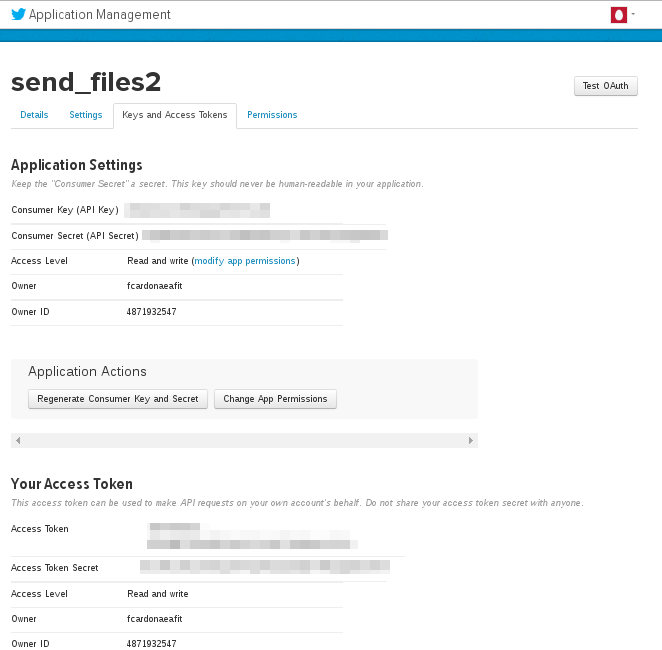 Application Management
send_files2
Test OAuth
Details Settings Keys and Access Tokens Permissions
Application Settings
Keep the "Consumer Secret" a secret. This key should never be human-readable in your application.
Consumer Key (API Key)
Consumer Secret (API Secret)
Access Level Read and write (modify app permissions)
Owner fcardonaeafit
Owner ID 4871932547
Application Actions
Regenerate Consumer Key and Secret Change App Permissions
Your Access Token
This access token can be used to make API requests on your own account's behalf. Do not share your access token secret with anyone.
Access Token
Access Token Secret
Access Level Read and write
Owner fcardonaeafit
Owner ID 4871932547